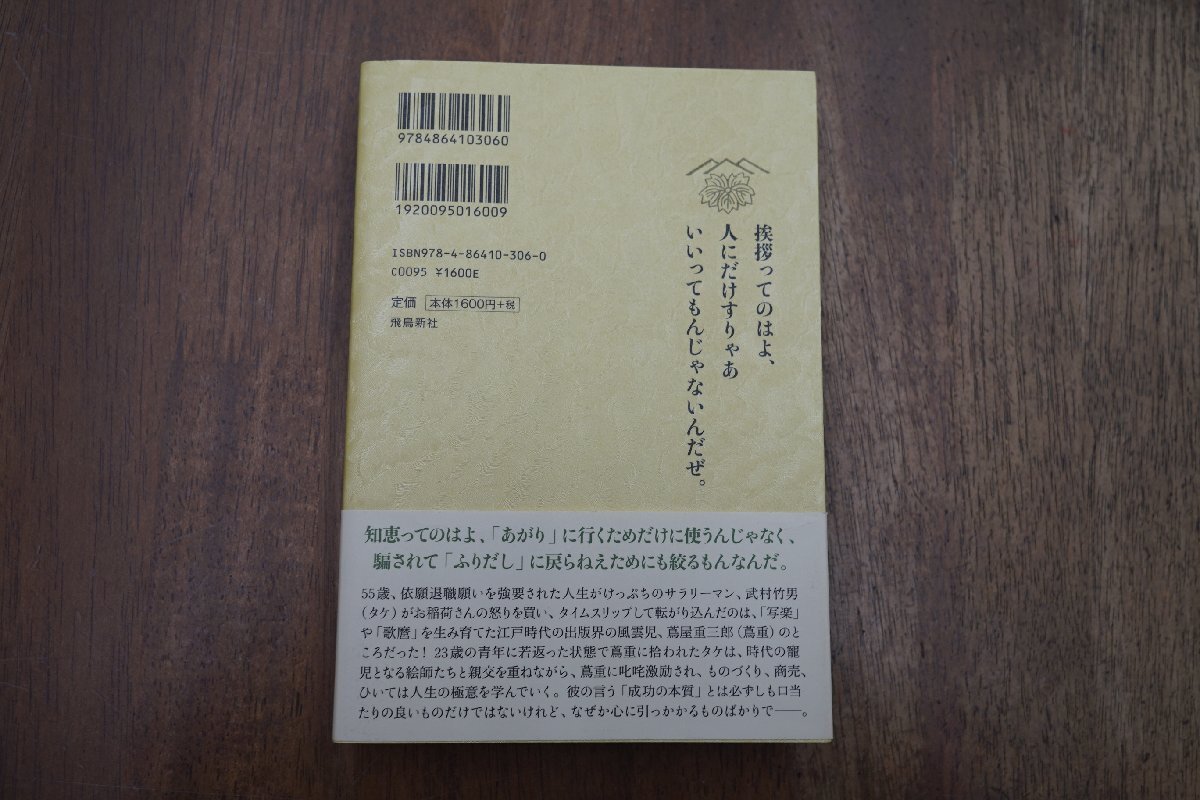 9784864103060
1920095016009
ISBN978-4-86410-306-0
C0095 ¥1600E
定価 本体1600円+税
飛鳥新社
挨拶ってのはよ、
人にだけすりゃあ
いいってもんじゃないんだぜ。
知恵ってのはよ、「あがり」に行くためだけに使うんじゃなく、
騙されて「ふりだし」に戻らねえためにも絞るもんなんだ。
55歳、依願退職願いを強要された人生がけっぷちのサラリーマン、武村竹男
(タケ)がお稲荷さんの怒りを買い、タイムスリップして転がり込んだのは、「写楽」
や「歌麿」を生み育てた江戸時代の出版界の風雲児、蔦屋重三郎(蔦重)のと
ころだった! 23歳の青年に若返った状態で蔦重に拾われたタケは、時代の寵
児となる絵師たちと親交を重ねながら、蔦重に叱咤激励され、ものづくり、商売、
ひいては人生の極意を学んでいく。彼の言う「成功の本質」とは必ずしも口当
たりの良いものだけではないけれど、なぜか心に引っかかるものばかりで――。